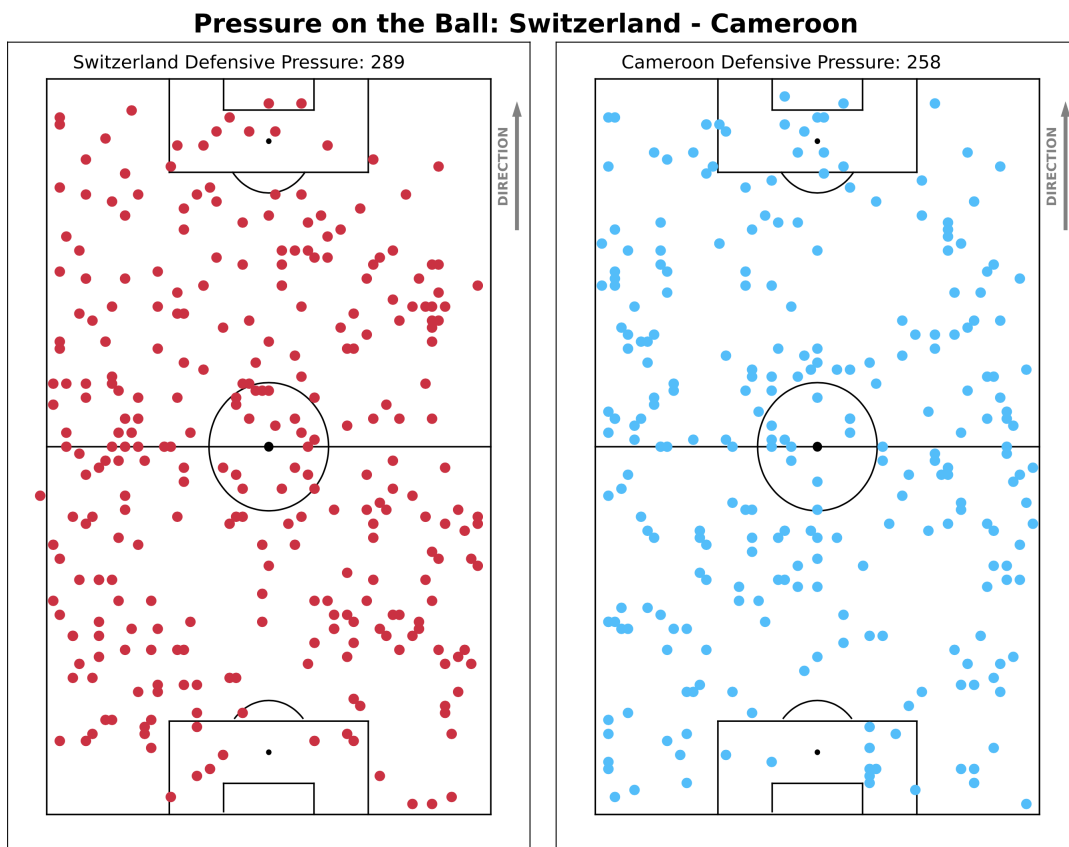 Pressure on the Ball: Switzerland - Cameroon
Switzerland Defensive Pressure: 289
DIRECTION
Cameroon Defensive Pressure: 258
DIRECTION